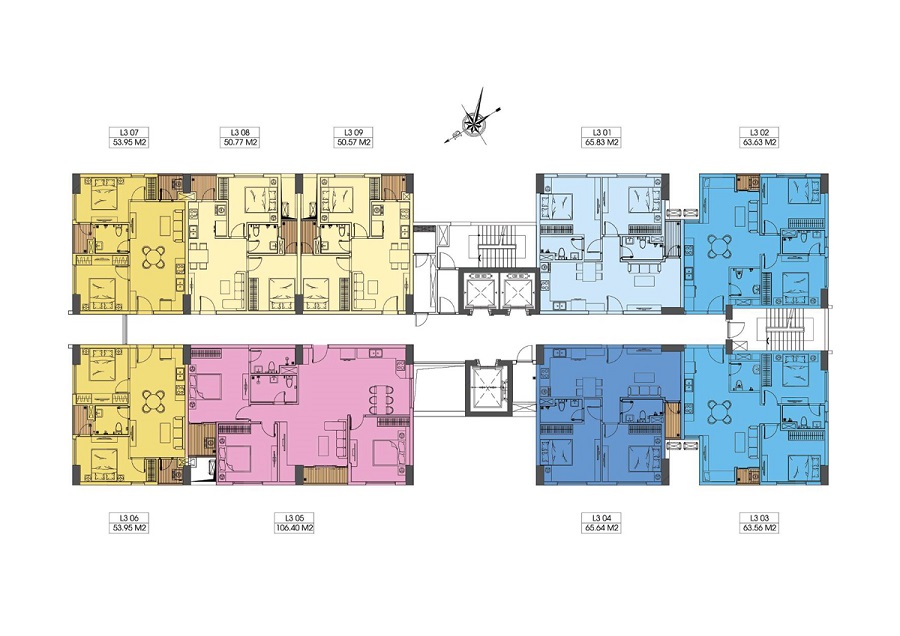 L3 07
53.95 M2
L3 08
50.77 M2
L3 09
50.57 M2
L3 01
65.83 M2
L3 02
63.63 M2
L3 06
53.95 M2
L3 05
106.40 M2
L3 04
65.64 M2
L3 03
63.56 M2